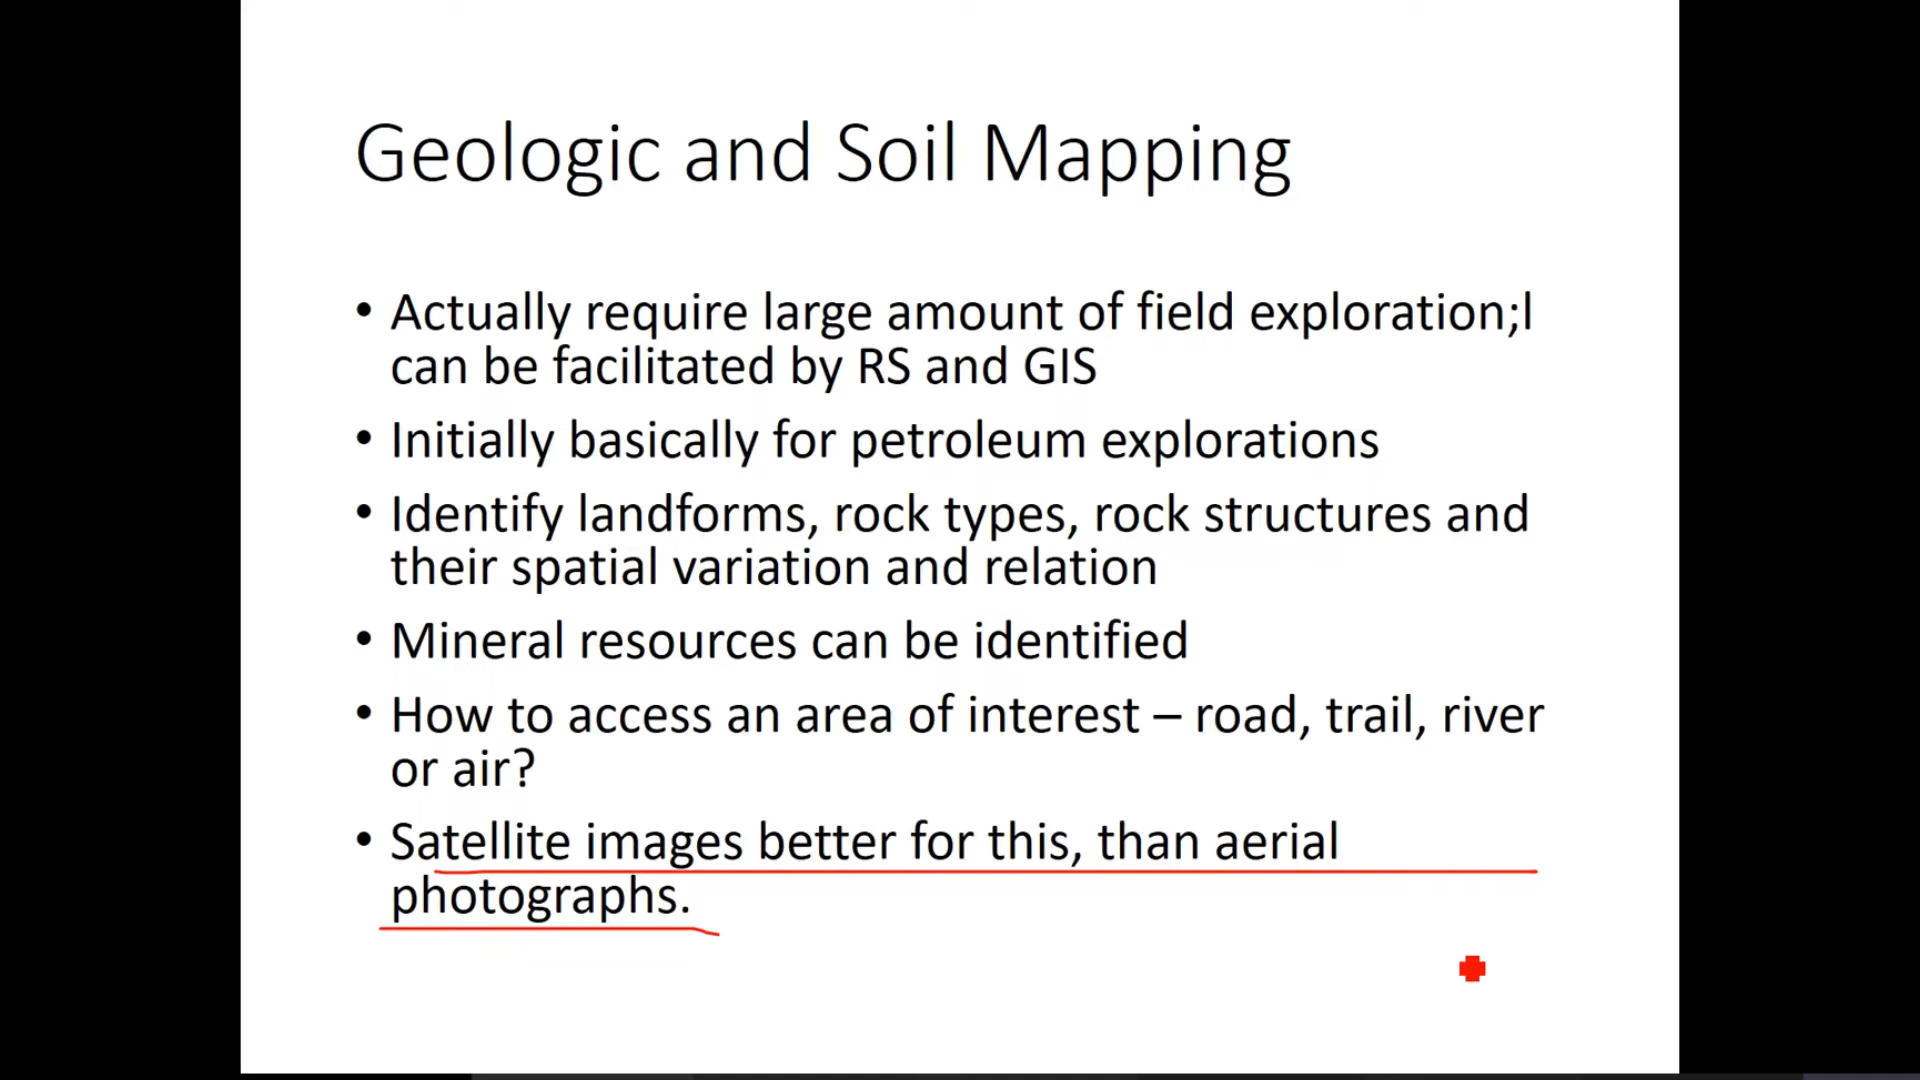 Geologic and Soil Mapping
• Actually require large amount of field exploration;l
can be facilitated by RS and GIS
• Initially basically for petroleum explorations
• Identify landforms, rock types, rock structures and
their spatial variation and relation
• Mineral resources can be identified
• How to access an area of interest – road, trail, river
or air?
• Satellite images better for this, than aerial
photographs.